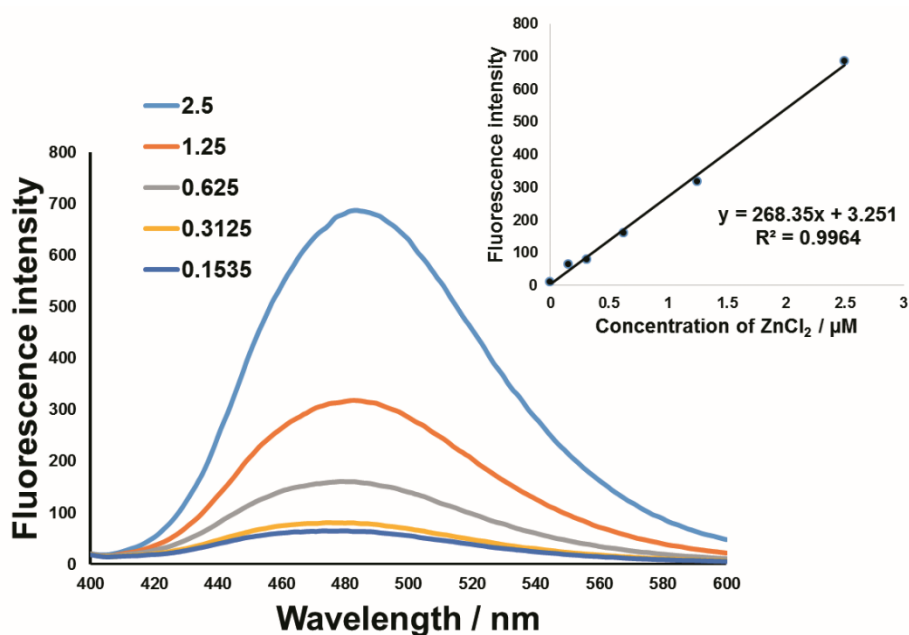 2.5
1.25
0.625
0.3125
0.1535
Fluorescence intensity
800
700
600
500
400
300
200
100
0
400 420 440 460 480 500 520 540 560 580 600
Wavelength / nm
Fluorescence intensity
800
700
600
500
400
300
200
100
0
y = 268.35x + 3.251
R² = 0.9964
0 0.5 1 1.5 2 2.5 3
Concentration of ZnCl₂ / µM